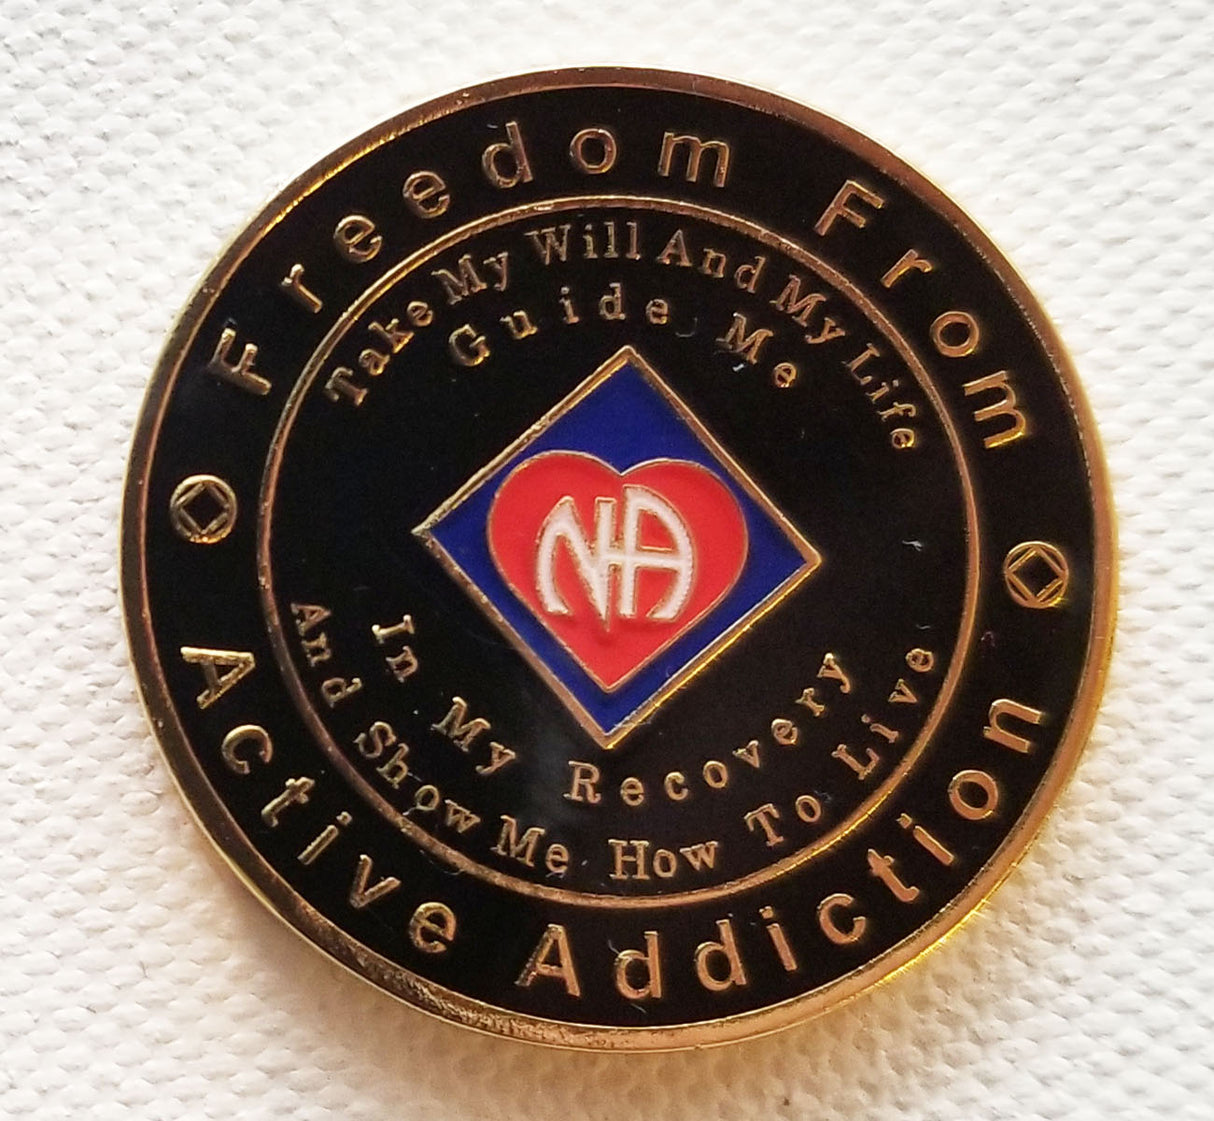 Freedom From
Take My Will And My Life
Guide Me
NA
In My Recovery
And Show Me How To Live
Active Addiction